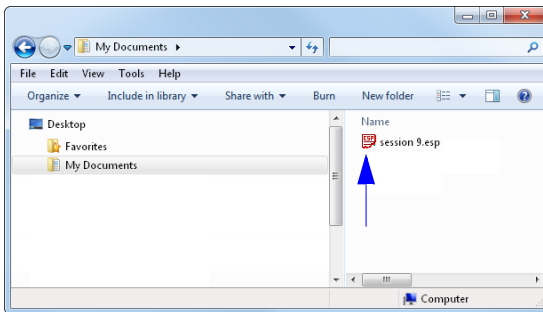 My Documents
File Edit View Tools Help
Organize Include in library Share with Burn New folder
Desktop
Favorites
My Documents
Name
ESP session 9.esp
Computer